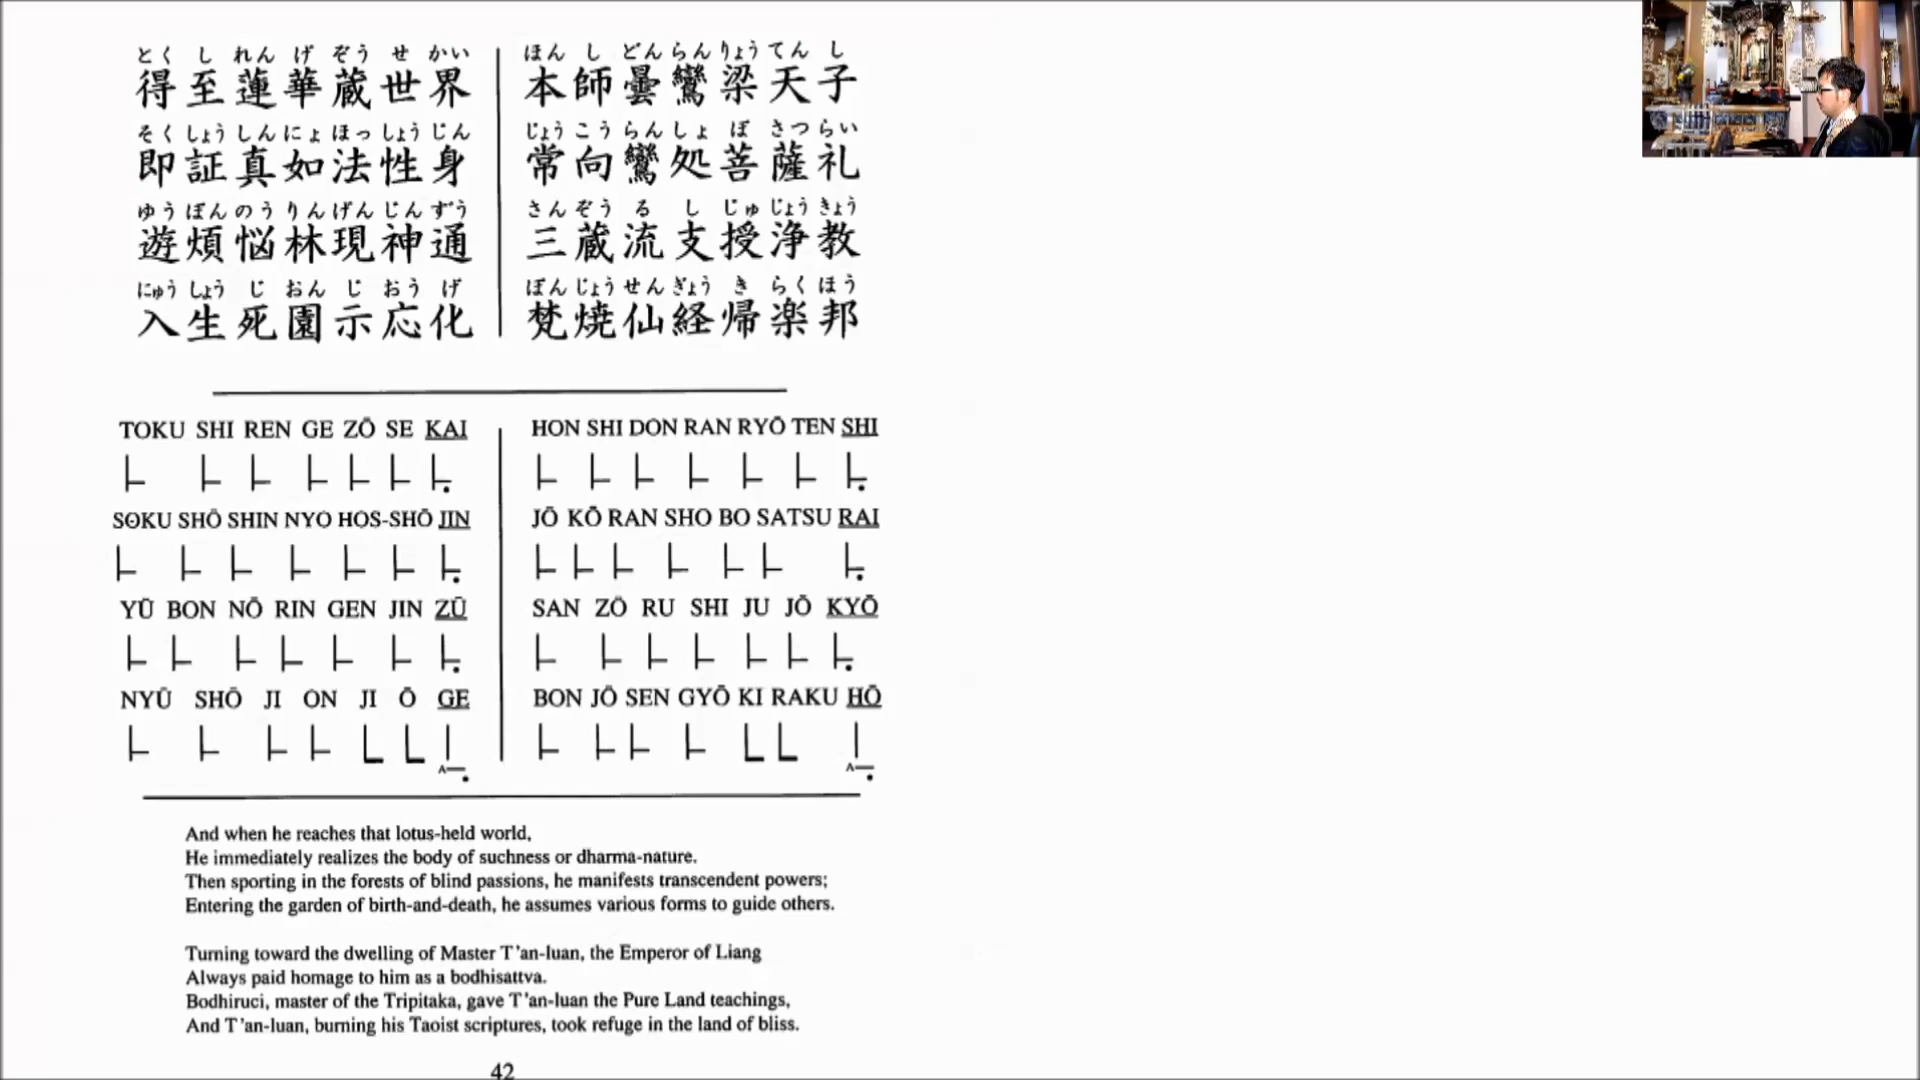 とく し れん げ ぞう せ かい
得至蓮華蔵世界
そく しょう しん にょ ほっ しょう じん
即証真如法性身
ゆう ぼん のう りん げん じん ずう
遊煩悩林現神通
にゅう しょう じ おん じ おう げ
入生死園示応化
ほん し どん らん りょう てん し
本師曇鸞梁天子
じょう こう らん しょ ぼ さつ らい
常向鸞処菩薩礼
さん ぞう る し じゅ じょう きょう
三蔵流支授浄教
ぼん じょう せん ぎょう き らく ほう
梵焼仙経帰楽邦
TOKU SHI REN GE ZŌ SE KAI
SOKU SHŌ SHIN NYO HOS-SHŌ JIN
YŪ BON NŌ RIN GEN JIN ZŪ
NYŪ SHŌ JI ON JI Ō GE
A
HON SHI DON RAN RYŌ TEN SHI
JŌ KŌ RAN SHO BO SATSU RAI
SAN ZŌ RU SHI JU JŌ KYŌ
BON JŌ SEN GYŌ KI RAKU HŌ
A
And when he reaches that lotus-held world,
He immediately realizes the body of suchness or dharma-nature.
Then sporting in the forests of blind passions, he manifests transcendent powers;
Entering the garden of birth-and-death, he assumes various forms to guide others.
Turning toward the dwelling of Master T'an-luan, the Emperor of Liang
Always paid homage to him as a bodhisattva.
Bodhiruci, master of the Tripitaka, gave T'an-luan the Pure Land teachings,
And T'an-luan, burning his Taoist scriptures, took refuge in the land of bliss.
42